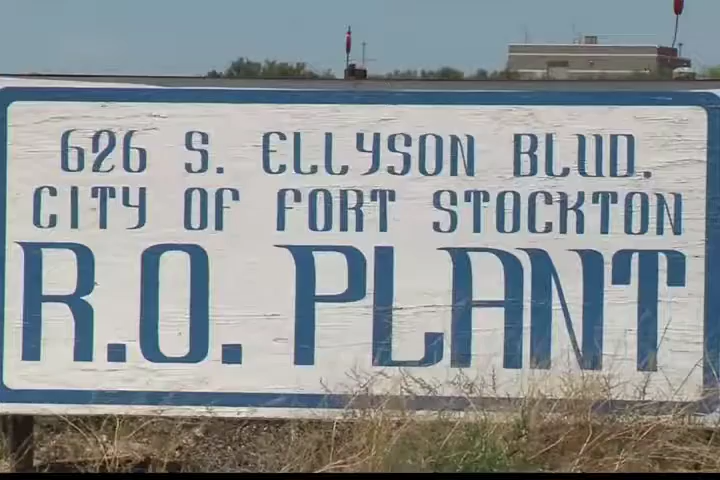 626 S. ELLYSON BLVD.
CITY OF FORT STOCKTON
R.O. PLANT